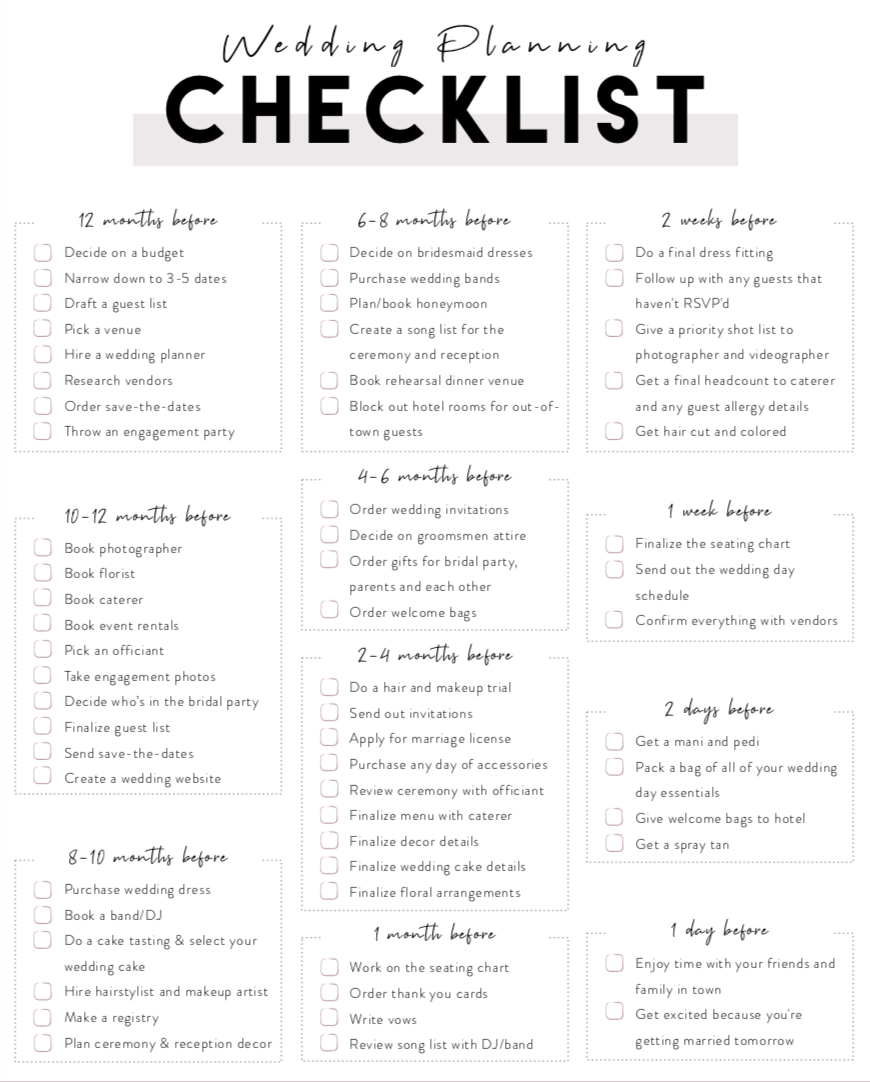 Wedding Planning
CHECKLIST
12 months before
Decide on a budget
Narrow down to 3-5 dates
Draft a guest list
Pick a venue
Hire a wedding planner
Research vendors
Order save-the-dates
Throw an engagement party
10-12 months before
Book photographer
Book florist
Book caterer
Book event rentals
Pick an officiant
Take engagement photos
Decide who's in the bridal party
Finalize guest list
Send save-the-dates
Create a wedding website
8-10 months before
Purchase wedding dress
Book a band/DJ
Do a cake tasting & select your
wedding cake
Hire hairstylist and makeup artist
Make a registry
Plan ceremony & reception decor
6-8 months before
Decide on bridesmaid dresses
Purchase wedding bands
Plan/book honeymoon
Create a song list for the
ceremony and reception
Book rehearsal dinner venue
Block out hotel rooms for out-of-
town guests
4-6 months before
Order wedding invitations
Decide on groomsmen attire
Order gifts for bridal party,
parents and each other
Order welcome bags
2-4 months before
Do a hair and makeup trial
Send out invitations
Apply for marriage license
Purchase any day of accessories
Review ceremony with officiant
Finalize menu with caterer
Finalize decor details
Finalize wedding cake details
Finalize floral arrangements
1 month before
Work on the seating chart
Order thank you cards
Write vows
Review song list with DJ/band
2 weeks before
Do a final dress fitting
Follow up with any guests that
haven't RSVP'd
Give a priority shot list to
photographer and videographer
Get a final headcount to caterer
and any guest allergy details
Get hair cut and colored
1 week before
Finalize the seating chart
Send out the wedding day
schedule
Confirm everything with vendors
2 days before
Get a mani and pedi
Pack a bag of all of your wedding
day essentials
Give welcome bags to hotel
Get a spray tan
1 day before
Enjoy time with your friends and
family in town
Get excited because you're
getting married tomorrow